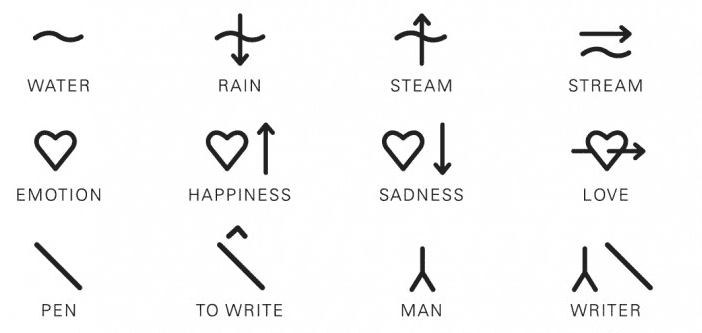 WATER RAIN STEAM STREAM
EMOTION HAPPINESS SADNESS LOVE
PEN TO WRITE MAN WRITER